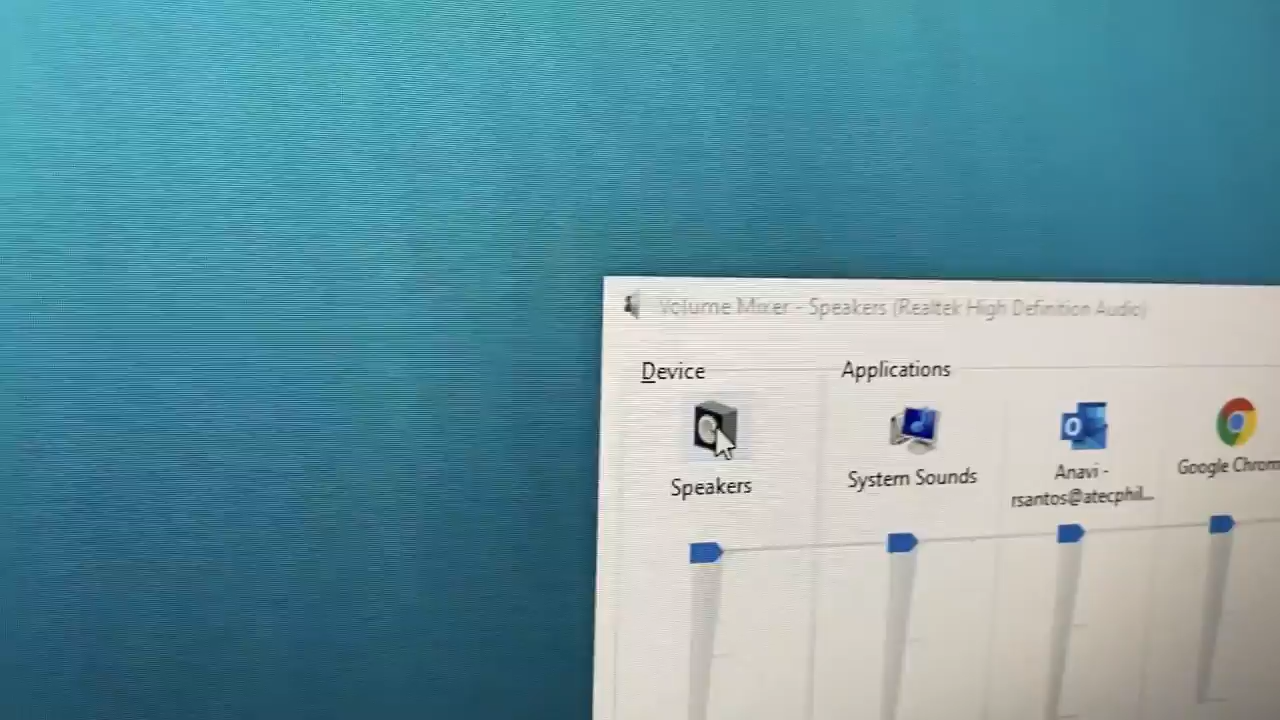 Volume Mixer - Speakers (Realtek High Definition Audio)
Device
Applications
Speakers
System Sounds
Anavi -
rsantos@atecphil...
Google Chrom